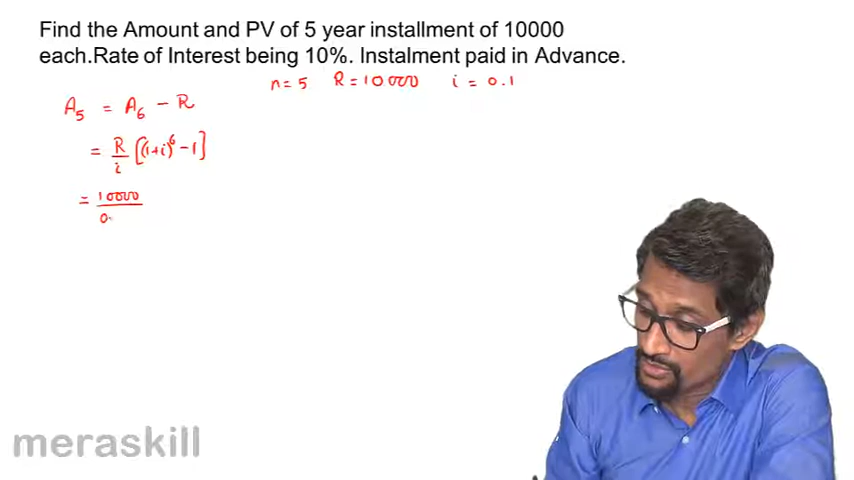 Find the Amount and PV of 5 year installment of 10000
each.Rate of Interest being 10%. Instalment paid in Advance.
n=5 R=10000 i = 0.1
A₅ = A₆ - R
= R/i [(1+i)⁶ - 1]
= 10000/0.
meraskill